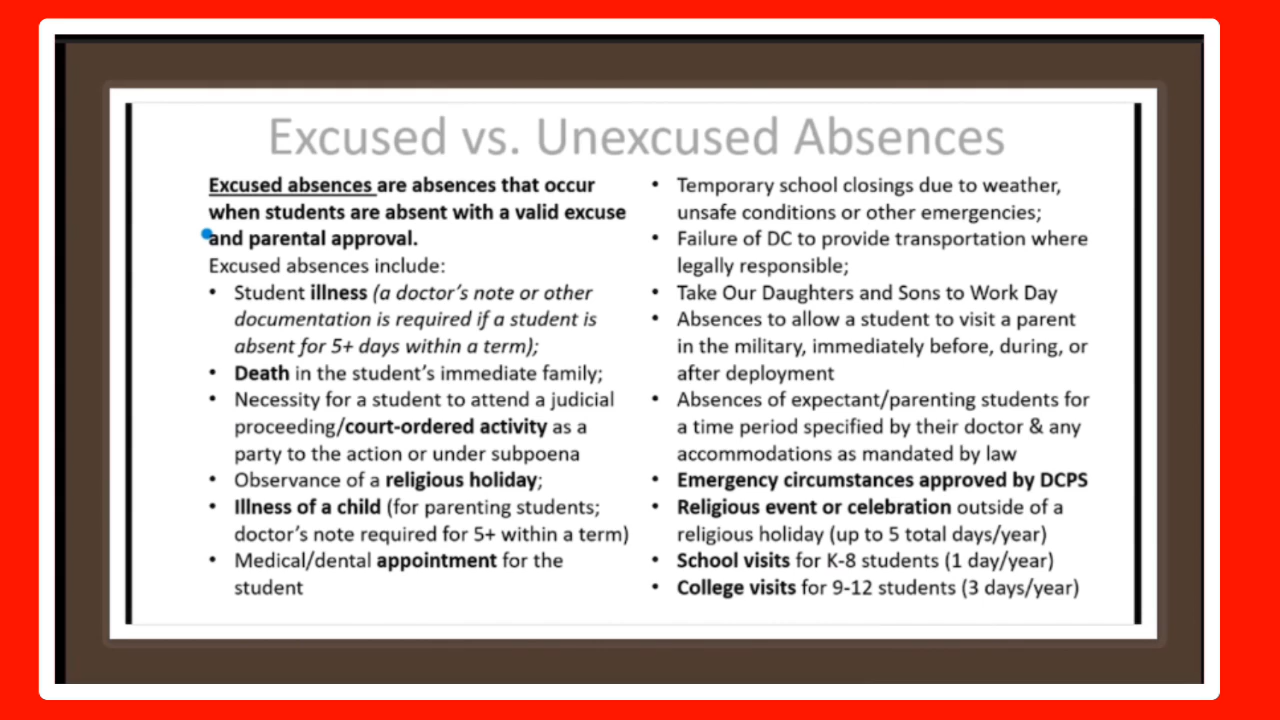 Excused vs. Unexcused Absences
Excused absences are absences that occur
when students are absent with a valid excuse
and parental approval.
Excused absences include:
• Student illness (a doctor's note or other
documentation is required if a student is
absent for 5+ days within a term);
• Death in the student's immediate family;
• Necessity for a student to attend a judicial
proceeding/court-ordered activity as a
party to the action or under subpoena
• Observance of a religious holiday;
• Illness of a child (for parenting students;
doctor's note required for 5+ within a term)
• Medical/dental appointment for the
student
• Temporary school closings due to weather,
unsafe conditions or other emergencies;
• Failure of DC to provide transportation where
legally responsible;
• Take Our Daughters and Sons to Work Day
• Absences to allow a student to visit a parent
in the military, immediately before, during, or
after deployment
• Absences of expectant/parenting students for
a time period specified by their doctor & any
accommodations as mandated by law
• Emergency circumstances approved by DCPS
• Religious event or celebration outside of a
religious holiday (up to 5 total days/year)
• School visits for K-8 students (1 day/year)
• College visits for 9-12 students (3 days/year)